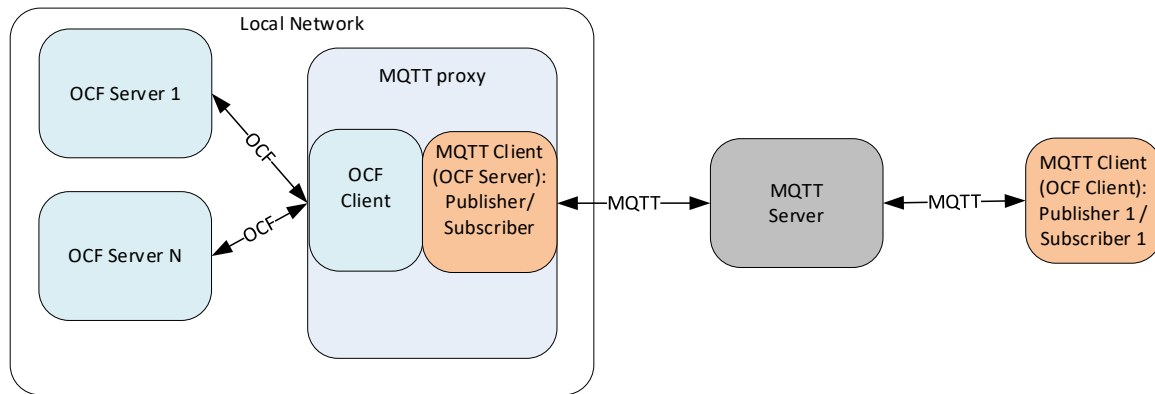 Local Network
OCF Server 1
OCF
OCF Server N
OCF
MQTT proxy
OCF
Client
MQTT Client
(OCF Server):
Publisher/
Subscriber
MQTT
MQTT
Server
MQTT
MQTT Client
(OCF Client):
Publisher 1 /
Subscriber 1